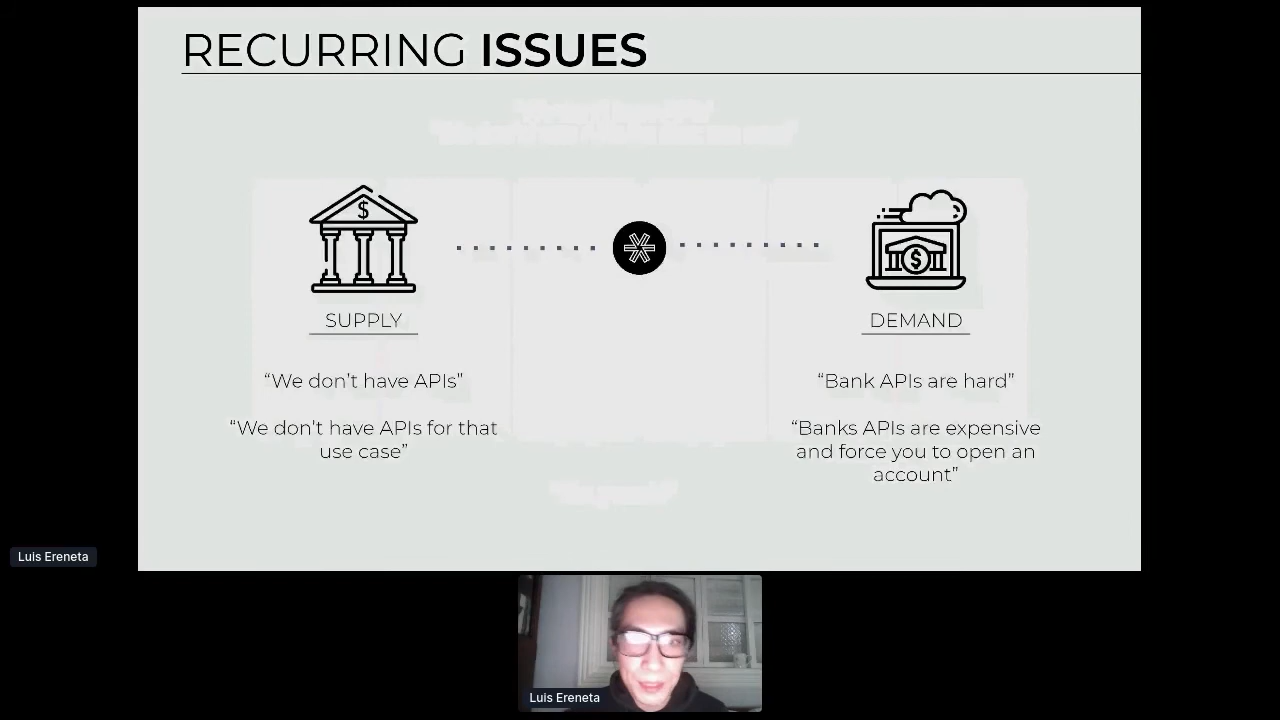 RECURRING ISSUES
SUPPLY
DEMAND
“We don’t have APIs”
“Bank APIs are hard”
“We don’t have APIs for that
use case”
“Banks APIs are expensive
and force you to open an
account”
Luis Ereneta
Luis Ereneta